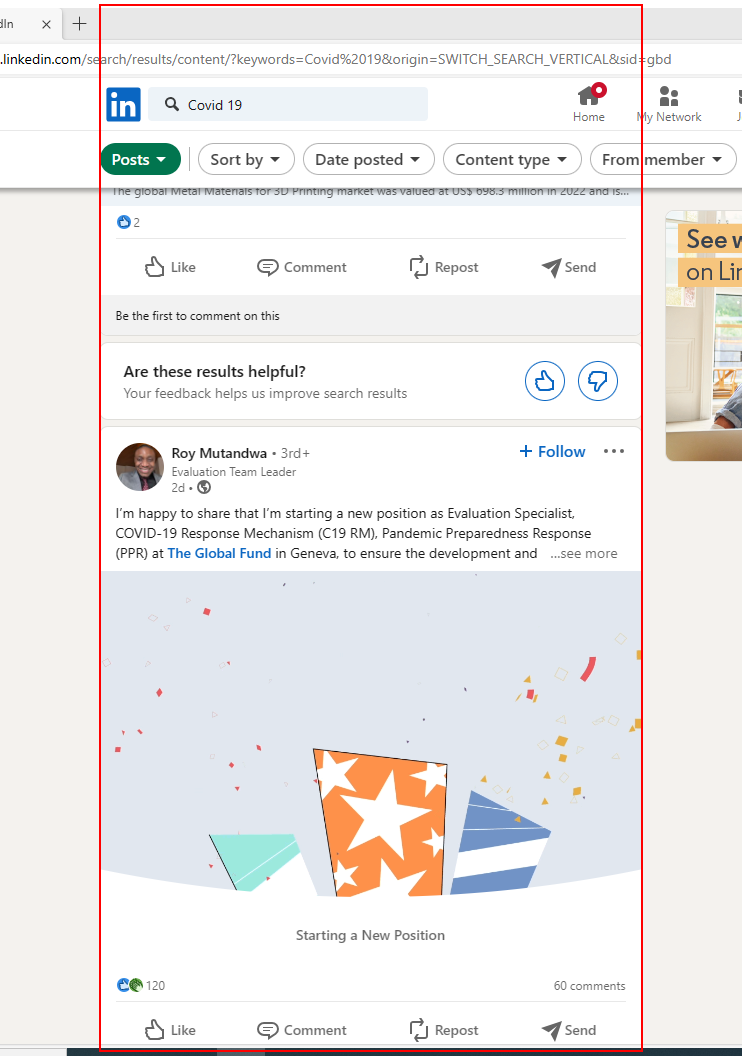 dIn
.linkedin.com/search/results/content/?keywords=Covid%2019&origin=SWITCH_SEARCH_VERTICAL&sid=gbd
in
Covid 19
Home
My Network
Posts
Sort by
Date posted
Content type
From member
The global Metal Materials for 3D Printing market was valued at US$ 698.3 million in 2022 and is...
2
Like
Comment
Repost
Send
Be the first to comment on this
Are these results helpful?
Your feedback helps us improve search results
See w
on Lin
Roy Mutandwa • 3rd+
+ Follow
Evaluation Team Leader
2d •
I'm happy to share that I'm starting a new position as Evaluation Specialist,
COVID-19 Response Mechanism (C19 RM), Pandemic Preparedness Response
(PPR) at The Global Fund in Geneva, to ensure the development and ...see more
Starting a New Position
120
60 comments
Like
Comment
Repost
Send